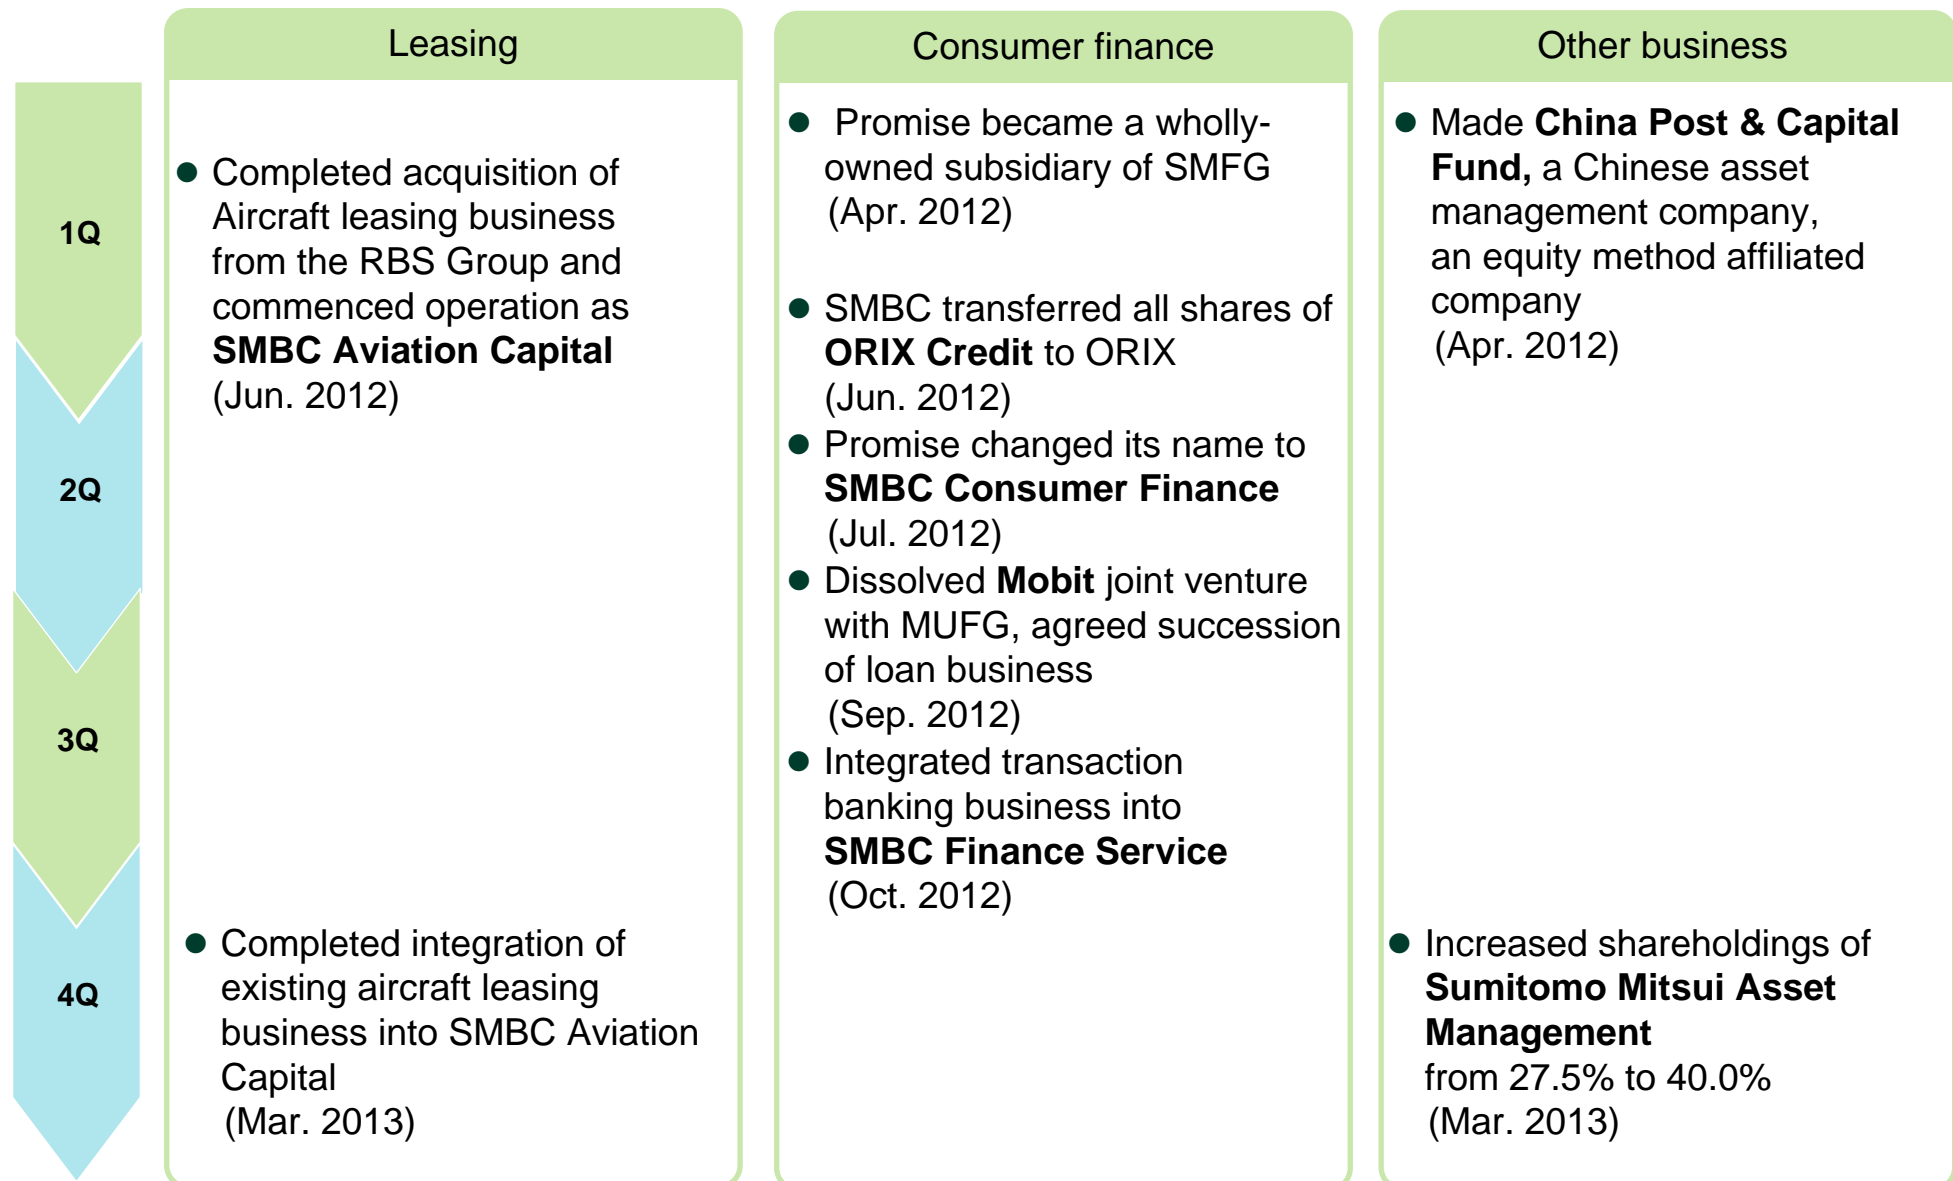 Leasing
Consumer finance
Other business
1Q
2Q
3Q
4Q
● Completed acquisition of
Aircraft leasing business
from the RBS Group and
commenced operation as
SMBC Aviation Capital
(Jun. 2012)
● Completed integration of
existing aircraft leasing
business into SMBC Aviation
Capital
(Mar. 2013)
● Promise became a wholly-
owned subsidiary of SMFG
(Apr. 2012)
● SMBC transferred all shares of
ORIX Credit to ORIX
(Jun. 2012)
● Promise changed its name to
SMBC Consumer Finance
(Jul. 2012)
● Dissolved Mobit joint venture
with MUFG, agreed succession
of loan business
(Sep. 2012)
● Integrated transaction
banking business into
SMBC Finance Service
(Oct. 2012)
● Made China Post & Capital
Fund, a Chinese asset
management company,
an equity method affiliated
company
(Apr. 2012)
● Increased shareholdings of
Sumitomo Mitsui Asset
Management
from 27.5% to 40.0%
(Mar. 2013)